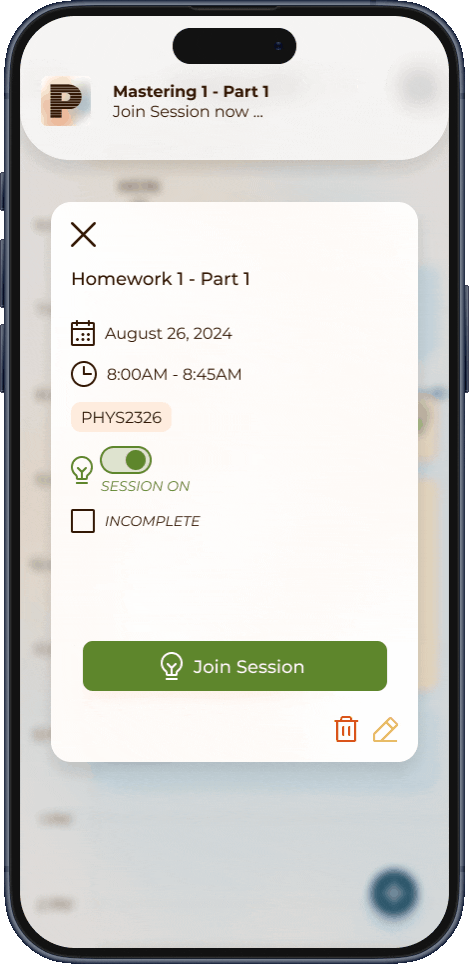 P
Mastering 1 - Part 1
Join Session now ...
Homework 1 - Part 1
August 26, 2024
8:00AM - 8:45AM
PHYS2326
SESSION ON
INCOMPLETE
Join Session